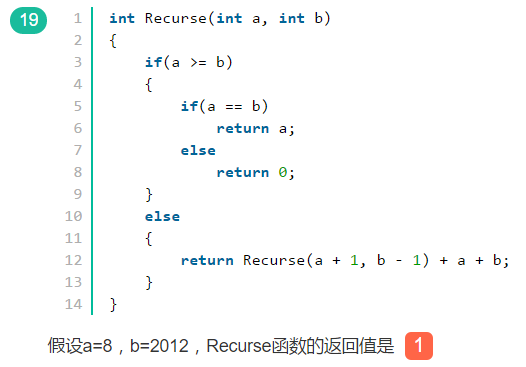 19
1 int Recurse(int a, int b)
2 {
3     if(a >= b)
4     {
5         if(a == b)
6             return a;
7         else
8             return 0;
9     }
10     else
11     {
12         return Recurse(a + 1, b - 1) + a + b;
13     }
14 }
假设a=8，b=2012，Recurse函数的返回值是 1